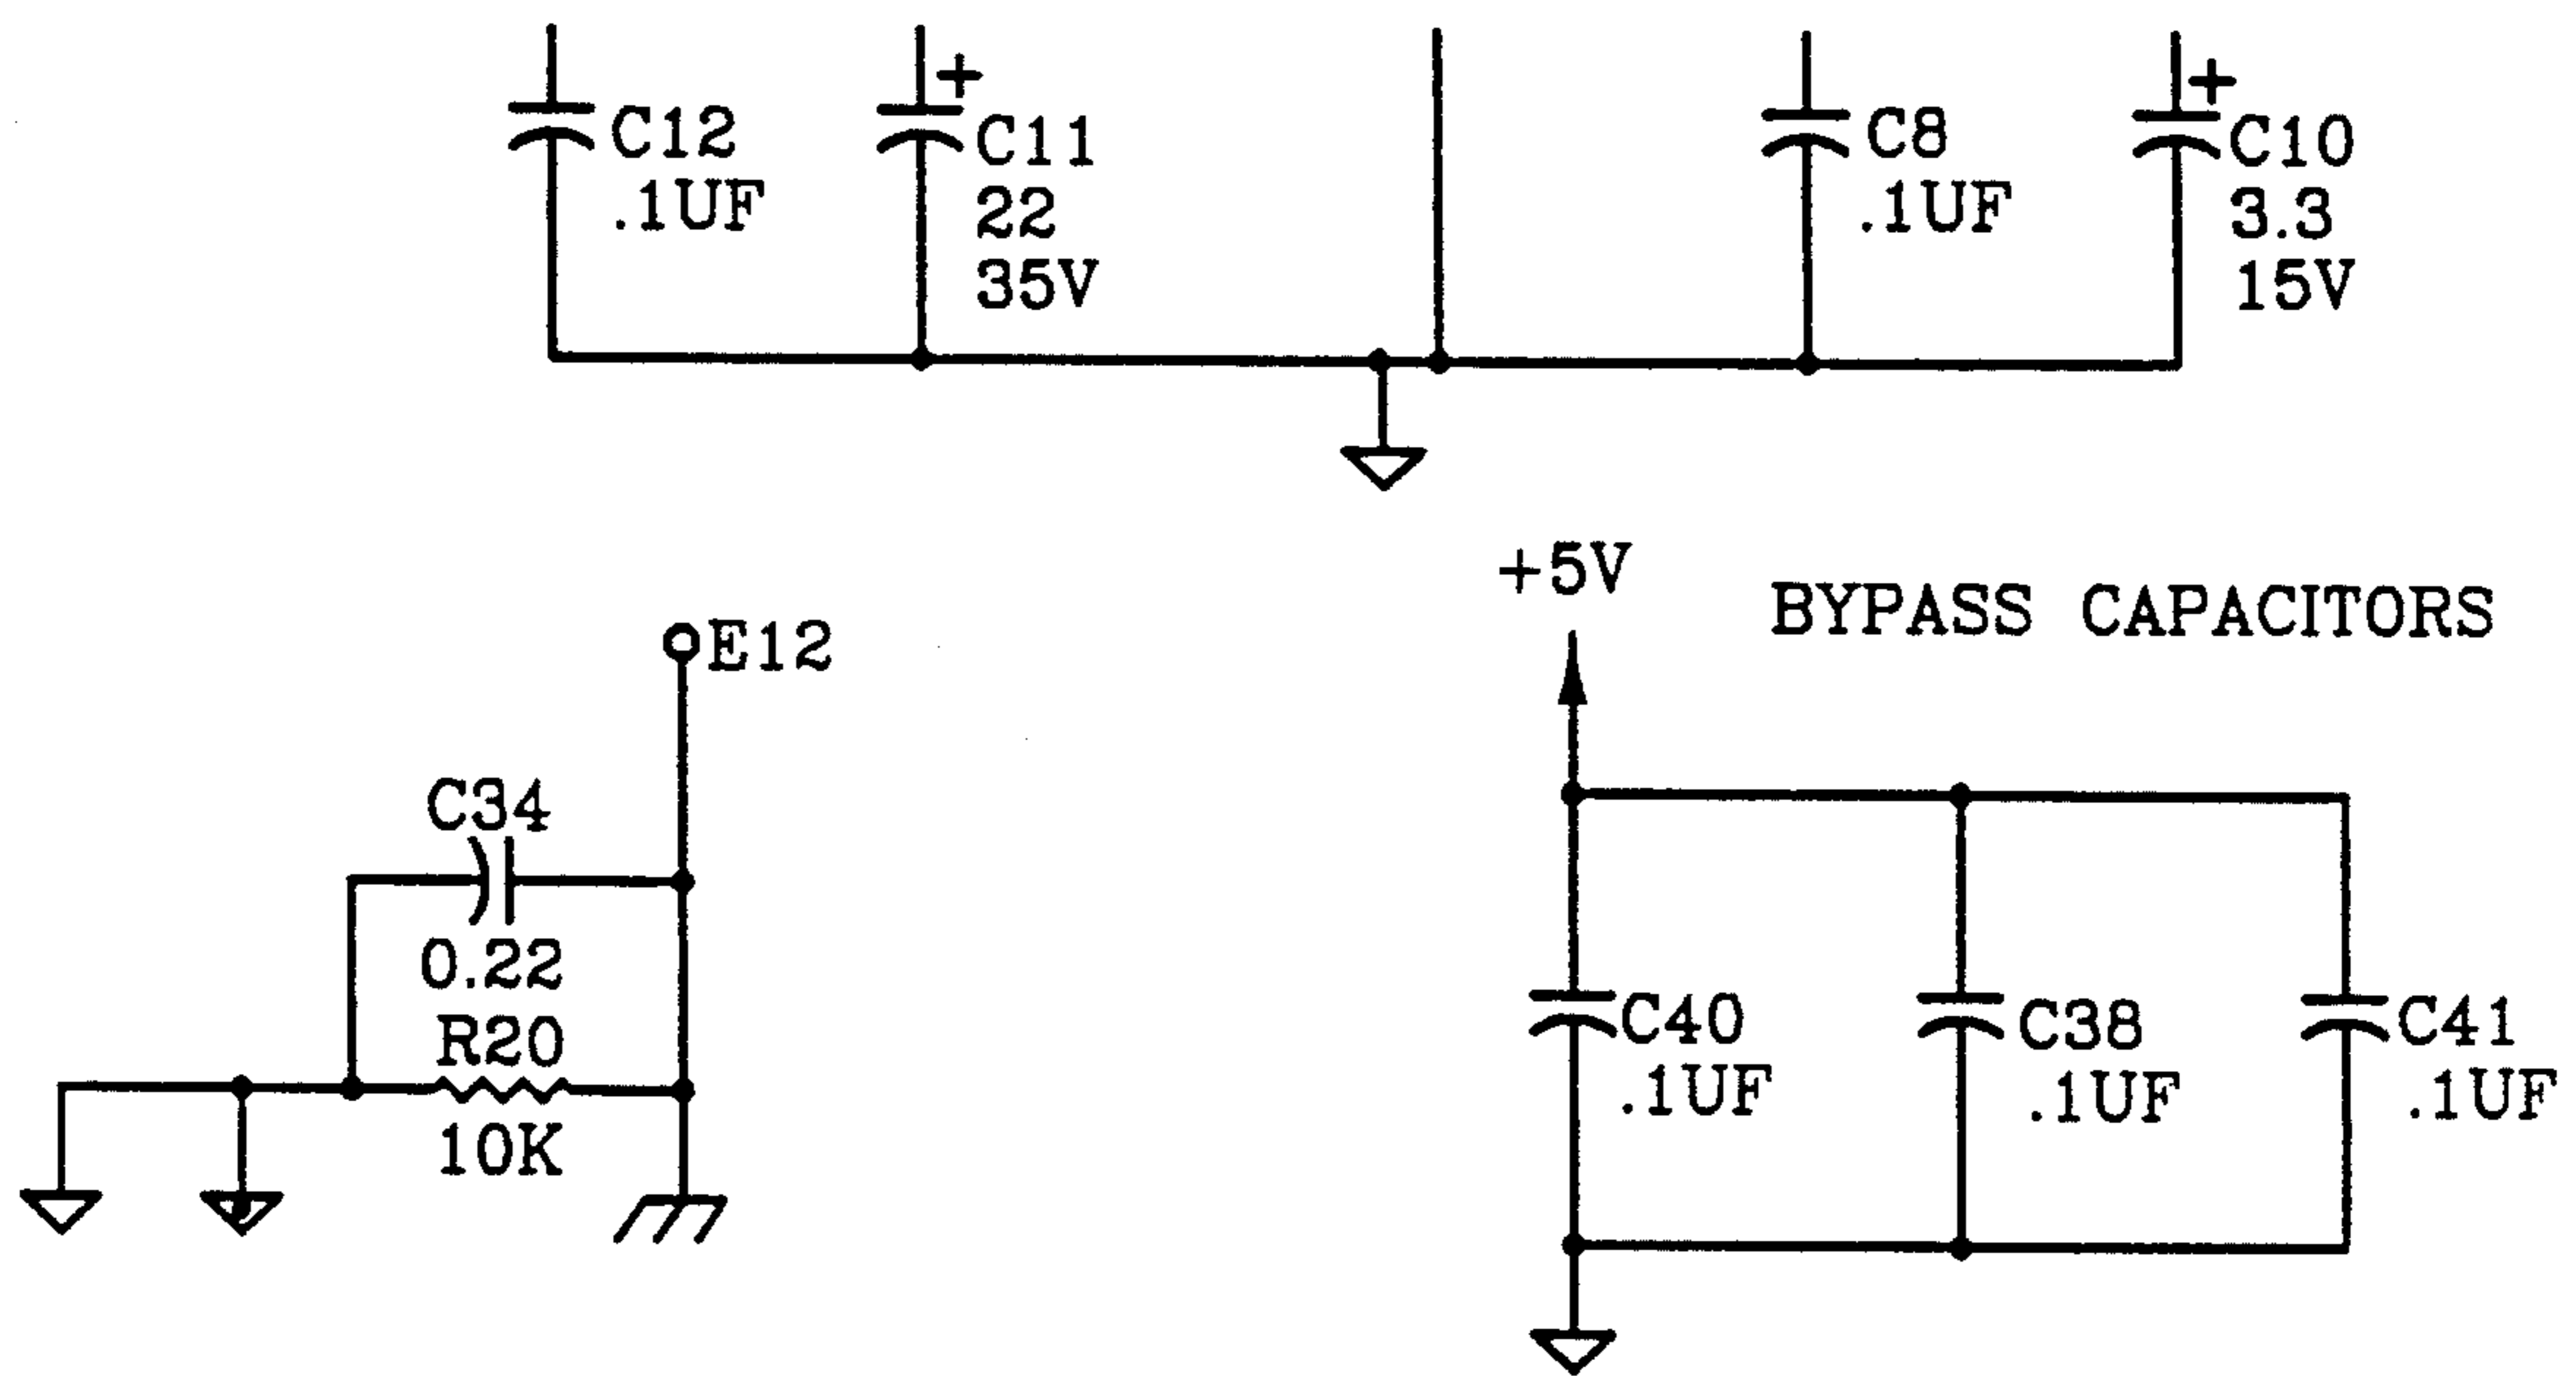 +
+
C12
.1UF
C11
22
35V
C8
.1UF
C10
3.3
15V
+5V
BYPASS CAPACITORS
E12
C34
0.22
R20
10K
C40
.1UF
C38
.1UF
C41
.1UF